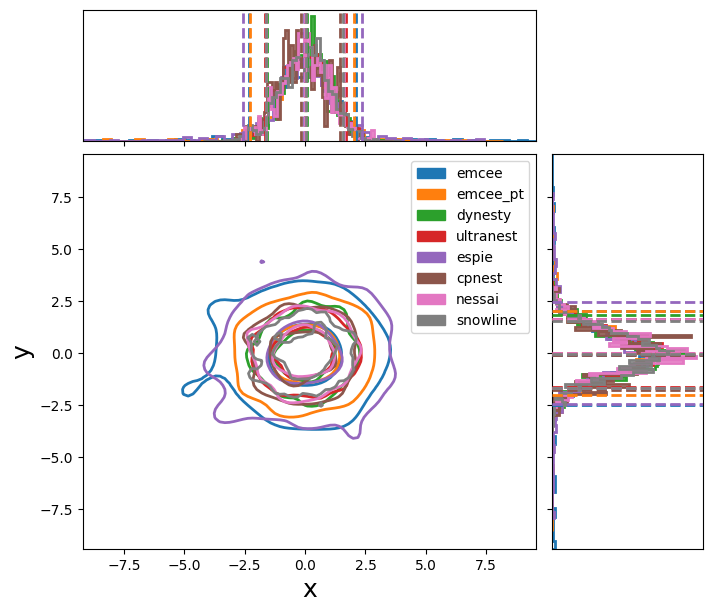 7.5
5.0
2.5
0.0
−2.5
−5.0
−7.5
y
emcee
emcee_pt
dynesty
ultranest
espie
cpnest
nessai
snowline
−7.5 −5.0 −2.5 0.0 2.5 5.0 7.5
x